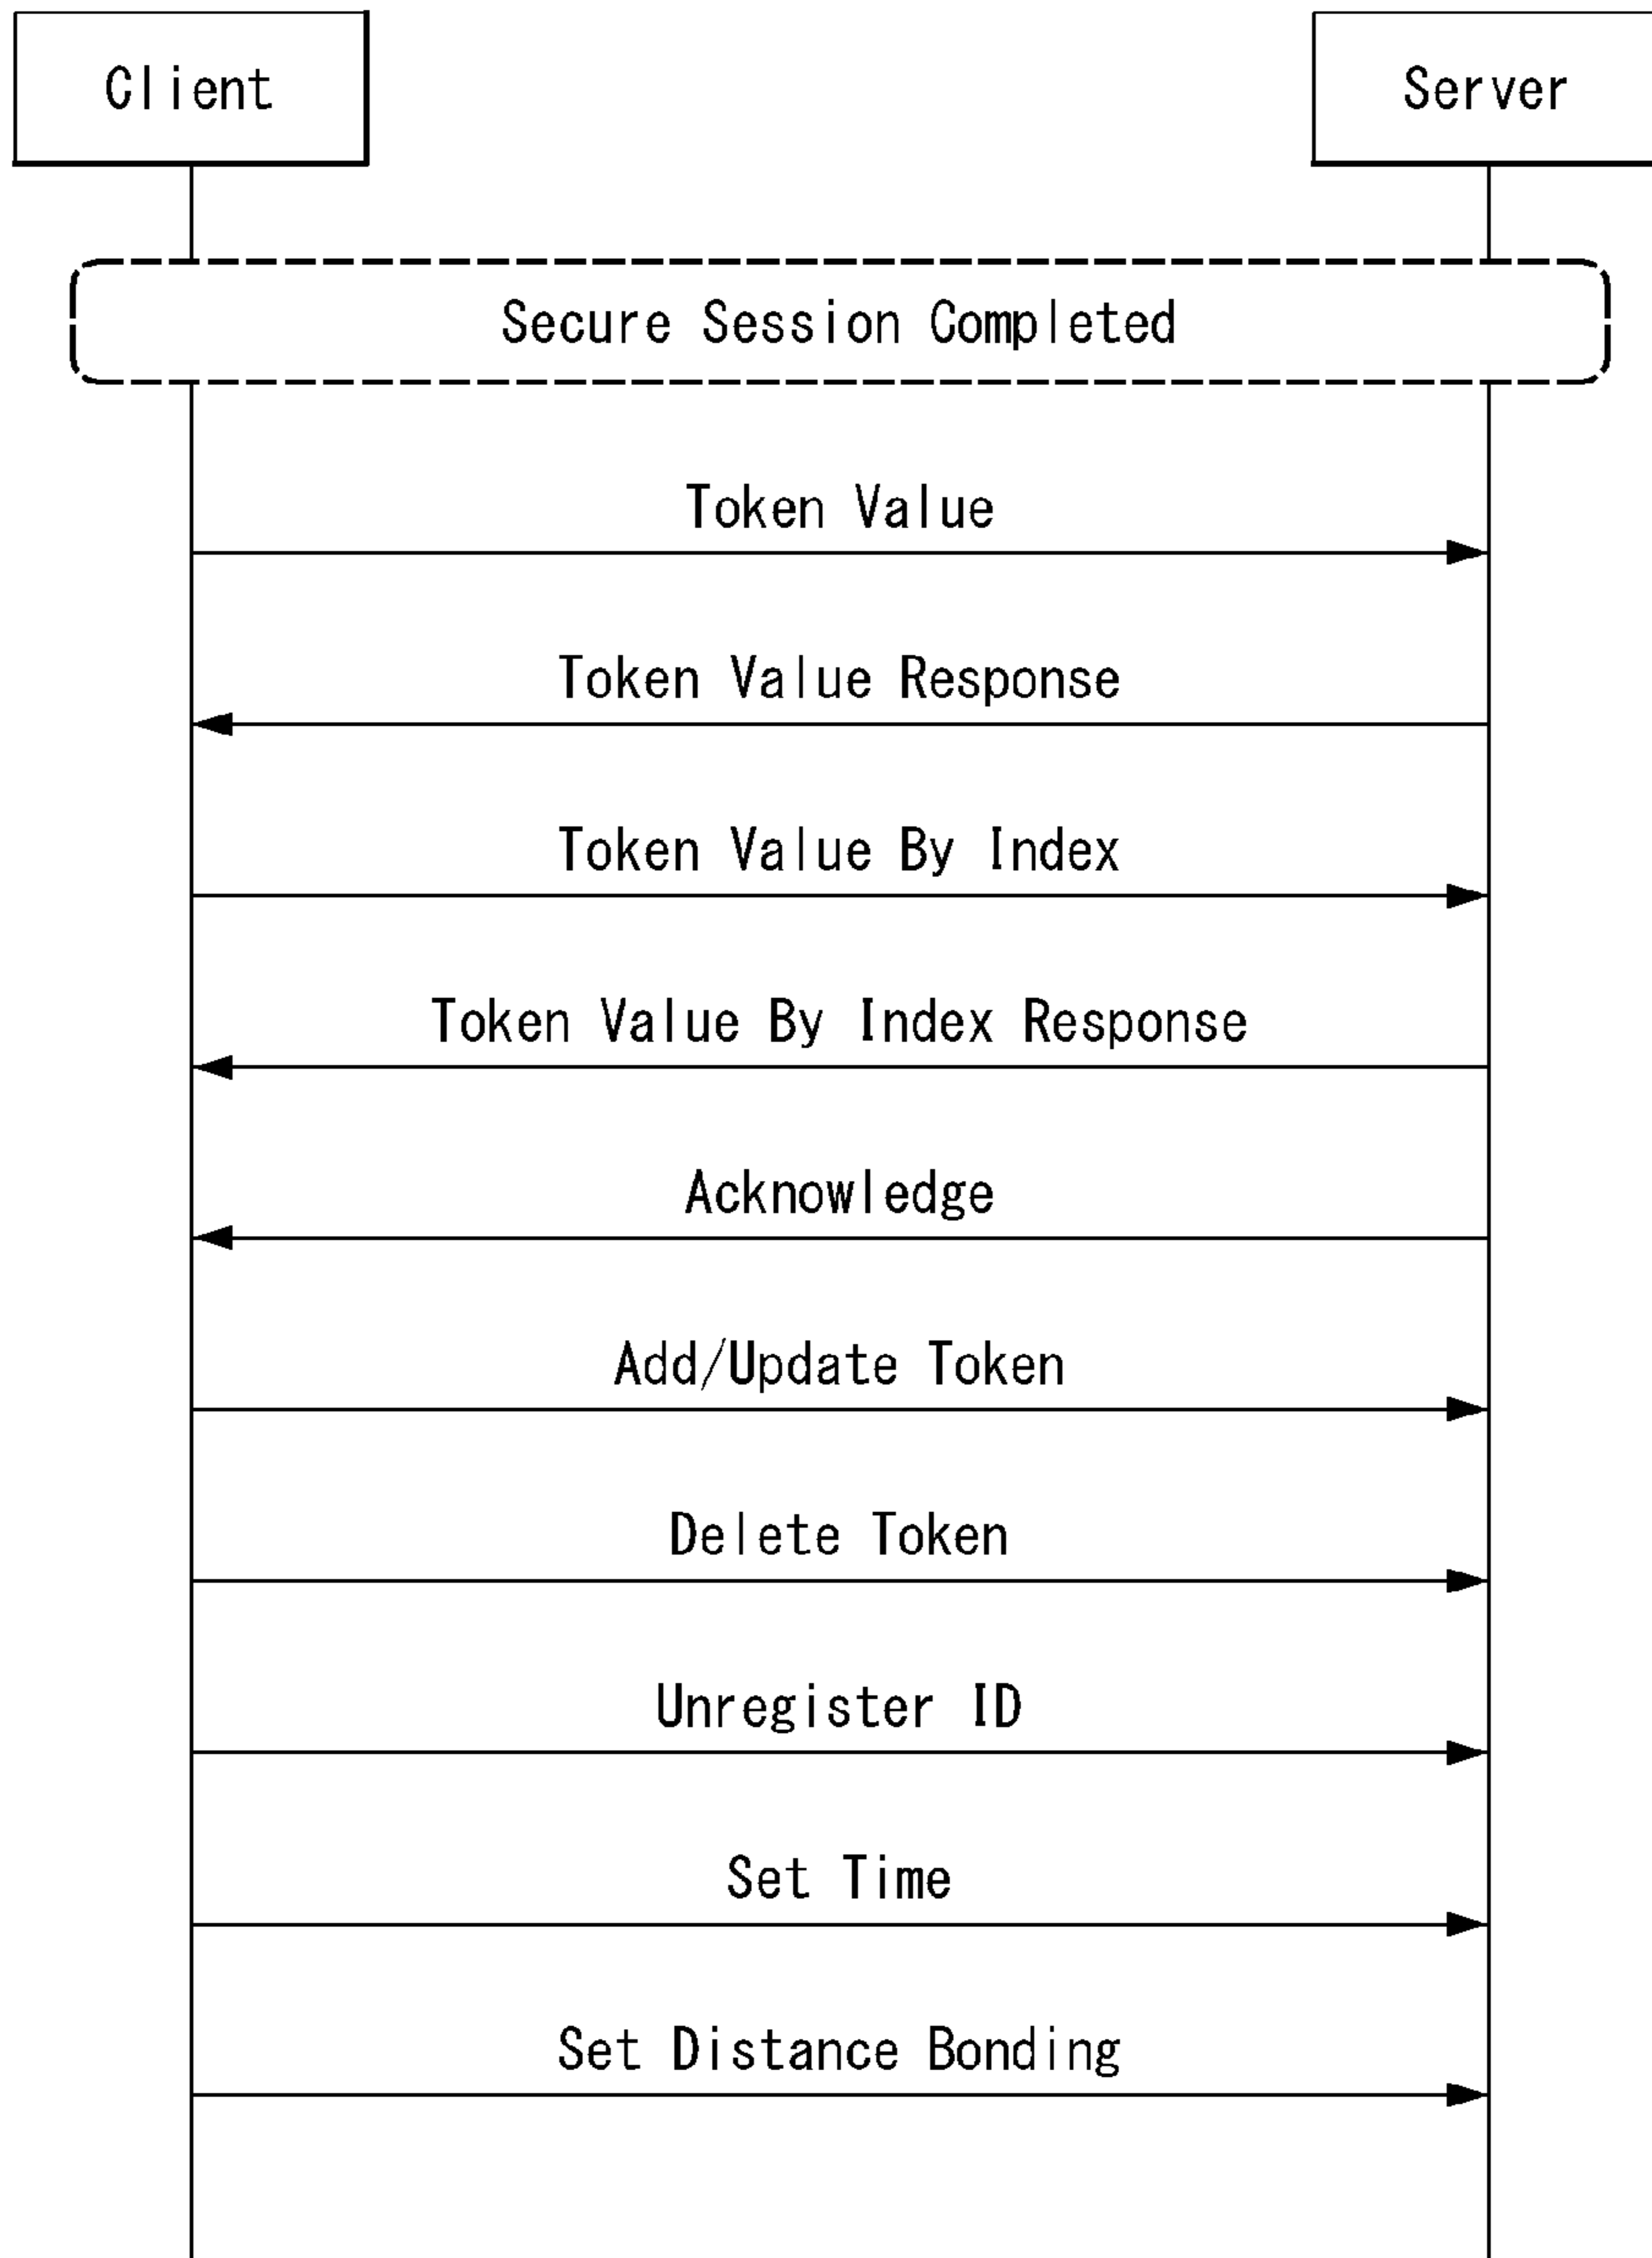 Client
Server
Secure Session Completed
Token Value
Token Value Response
Token Value By Index
Token Value By Index Response
Acknowledge
Add/Update Token
Delete Token
Unregister ID
Set Time
Set Distance Bonding